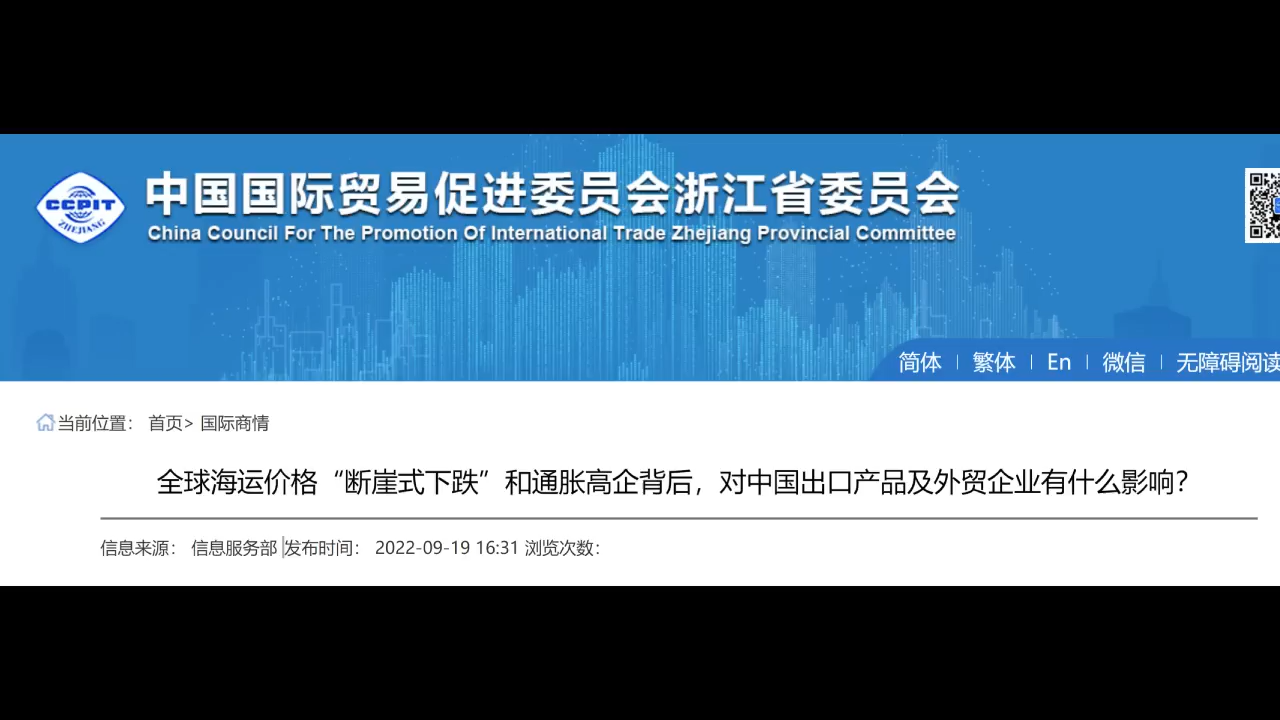 CCPIT
ZHEJIANG
中国国际贸易促进委员会浙江省委员会
China Council For The Promotion Of International Trade Zhejiang Provincial Committee
简体 | 繁体 | En | 微信 | 无障碍阅读
当前位置： 首页> 国际商情
全球海运价格“断崖式下跌”和通胀高企背后，对中国出口产品及外贸企业有什么影响？
信息来源： 信息服务部 发布时间： 2022-09-19 16:31 浏览次数：